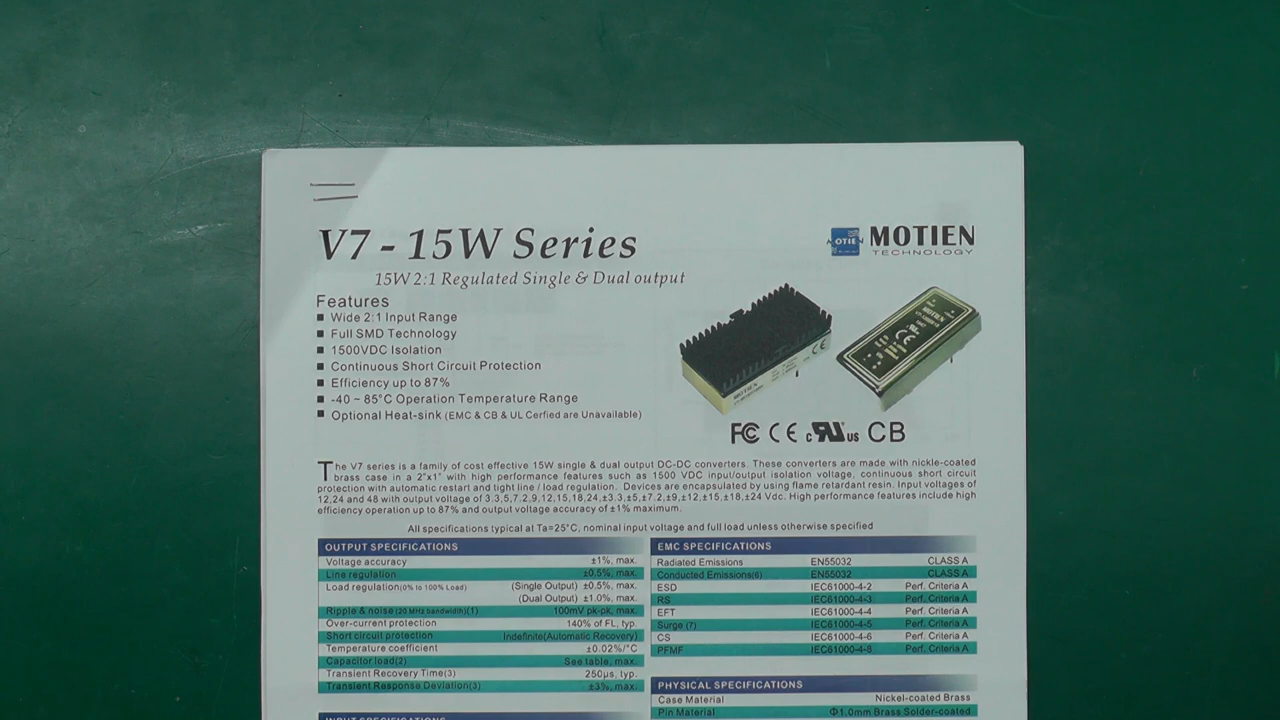 V7 - 15W Series
15W 2:1 Regulated Single & Dual output
MOTIEN
TECHNOLOGY
Features
■ Wide 2:1 Input Range
■ Full SMD Technology
■ 1500VDC Isolation
■ Continuous Short Circuit Protection
■ Efficiency up to 87%
■ -40 ~ 85°C Operation Temperature Range
■ Optional Heat-sink (EMC & CB & UL Cerfied are Unavailable)
MOTIEN
MOTIEN
FC CE c RU us CB
The V7 series is a family of cost effective 15W single & dual output DC-DC converters. These converters are made with nickle-coated
brass case in a 2"x1" with high performance features such as 1500 VDC input/output isolation voltage, continuous short circuit
protection with automatic restart and tight line / load regulation. Devices are encapsulated by using flame retardant resin. Input voltages of
12,24 and 48 with output voltage of 3.3,5,7.2,9,12,15,18,24,±3.3,±5,±7.2,±9,±12,±15,±18,±24 Vdc. High performance features include high
efficiency operation up to 87% and output voltage accuracy of ±1% maximum.
All specifications typical at Ta=25°C, nominal input voltage and full load unless otherwise specified
OUTPUT SPECIFICATIONS
Voltage accuracy ±1%, max.
Line regulation ±0.5%, max.
Load regulation(0% to 100% Load) (Single Output) ±0.5%, max.
(Dual Output) ±1.0%, max.
Ripple & noise (20 MHz bandwidth)(1) 100mV pk-pk, max.
Over-current protection 140% of FL, typ.
Short circuit protection Indefinite(Automatic Recovery)
Temperature coefficient ±0.02%/°C
Capacitor load(2) See table, max.
Transient Recovery Time(3) 250µs, typ.
Transient Response Deviation(3) ±3%, max.
INPUT SPECIFICATIONS
EMC SPECIFICATIONS
Radiated Emissions EN55032 CLASS A
Conducted Emissions(6) EN55032 CLASS A
ESD IEC61000-4-2 Perf. Criteria A
RS IEC61000-4-3 Perf. Criteria A
EFT IEC61000-4-4 Perf. Criteria A
Surge (7) IEC61000-4-5 Perf. Criteria A
CS IEC61000-4-6 Perf. Criteria A
PFMF IEC61000-4-8 Perf. Criteria A
PHYSICAL SPECIFICATIONS
Case Material Nickel-coated Brass
Pin Material Φ1.0mm Brass Solder-coated